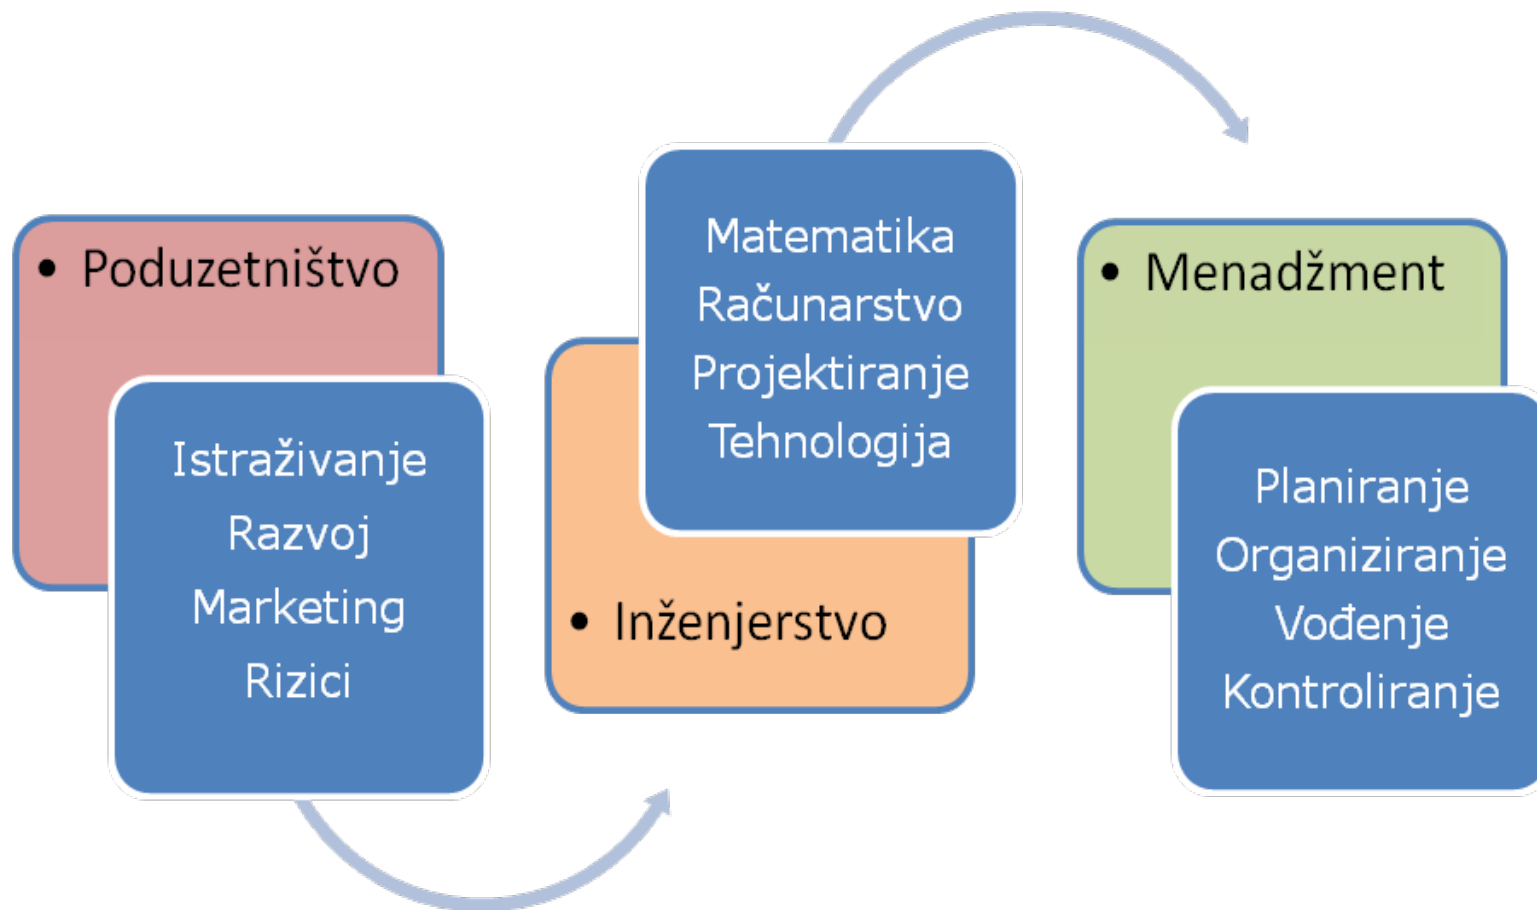 • Poduzetništvo
Istraživanje
Razvoj
Marketing
Rizici
Matematika
Računarstvo
Projektiranje
Tehnologija
• Inženjerstvo
• Menadžment
Planiranje
Organiziranje
Vođenje
Kontroliranje